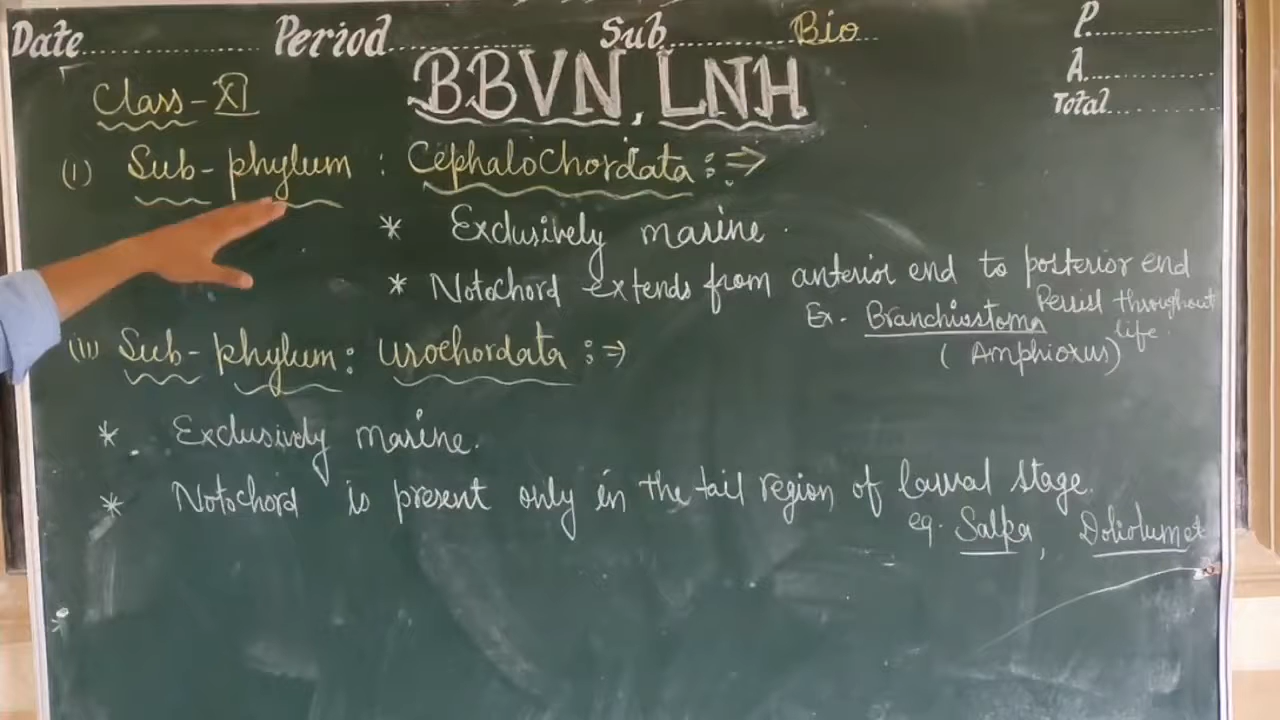 Date.................... Period.................... Sub.......Bio.......
P..................
A..................
Total..................
BBVN, LNH
Class-XI
(i) Sub-phylum : Cephalochordata :⇒
* Exclusively marine.
* Notochord extends from anterior end to posterior end
Persist throughout life.
Ex. Branchiostoma
(Amphioxus)
(ii) Sub-phylum: Urochordata :⇒
* Exclusively marine.
* Notochord is present only in the tail region of larval stage.
eg. Salpa, Doliolum